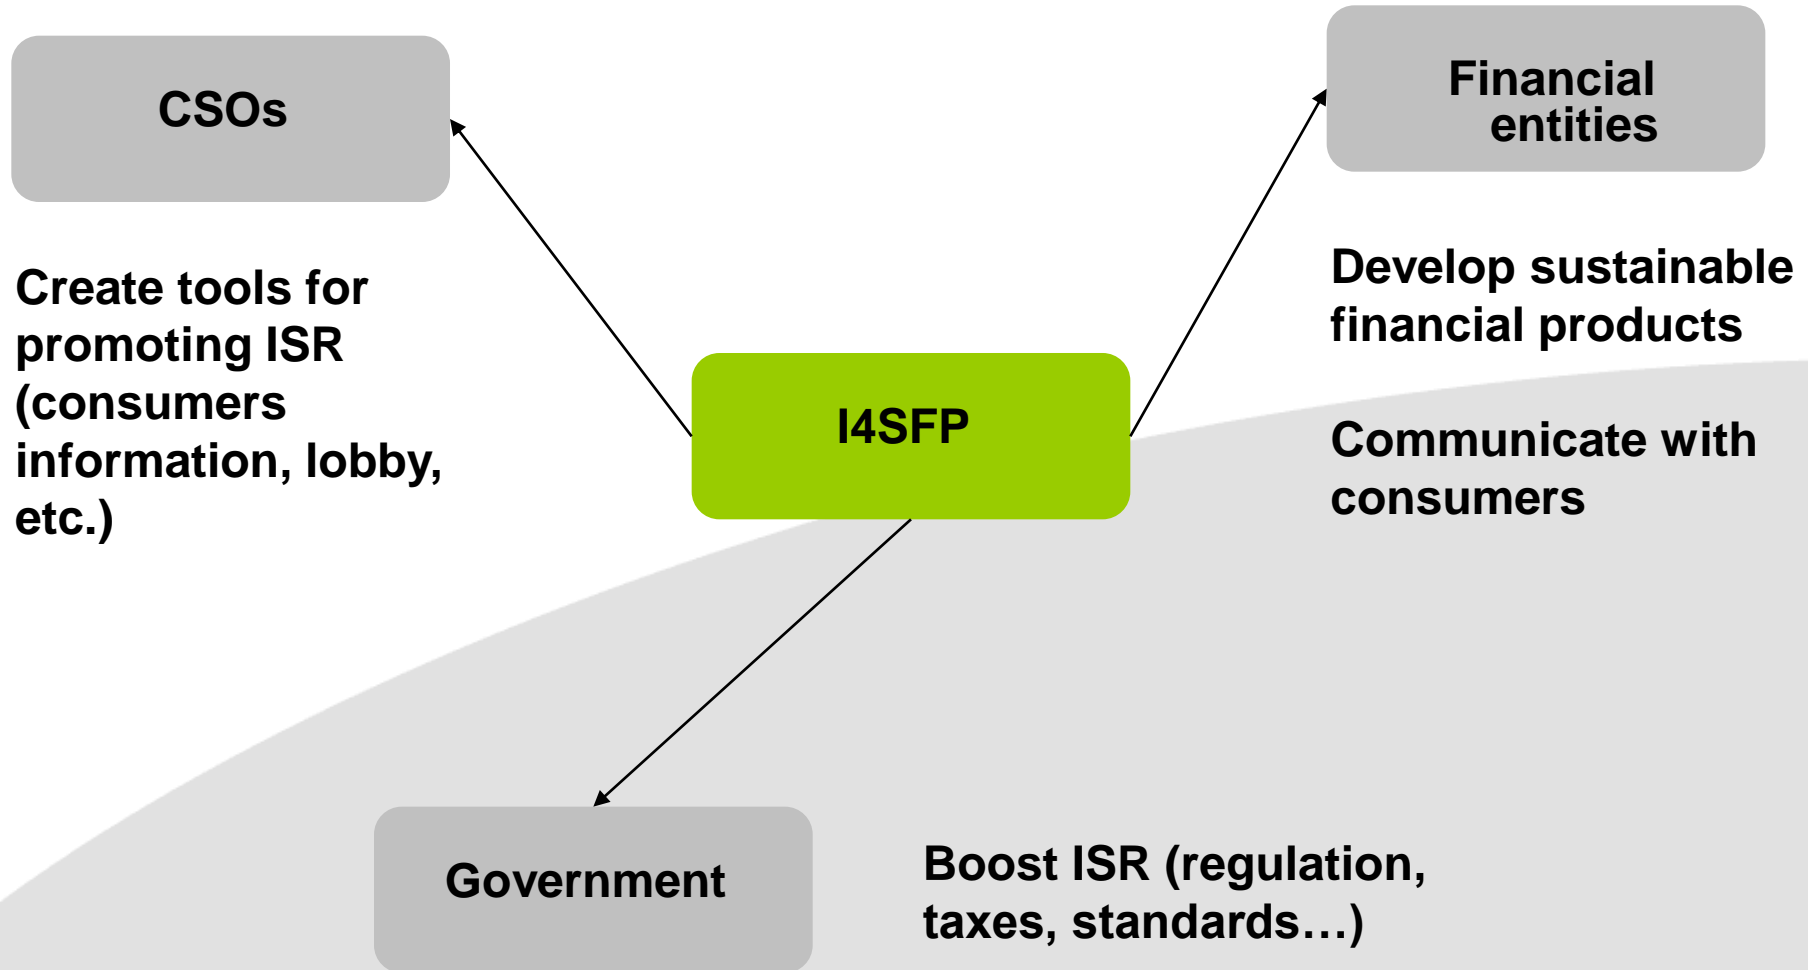 CSOs
Financial
entities
Create tools for
promoting ISR
(consumers
information, lobby,
etc.)
Develop sustainable
financial products
I4SFP
Communicate with
consumers
Government
Boost ISR (regulation,
taxes, standards…)